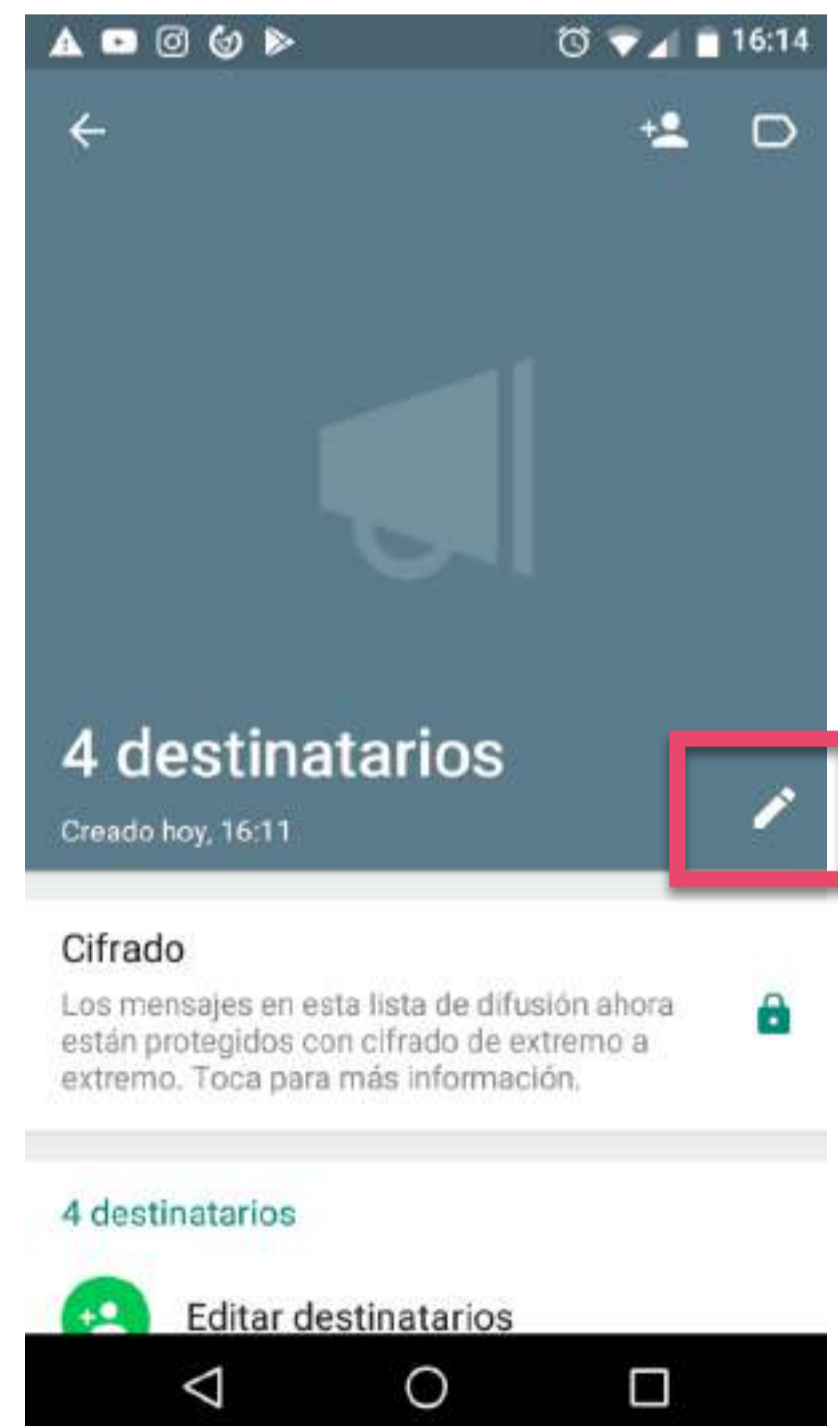 16:14
4 destinatarios
Creado hoy, 16:11
Cifrado
Los mensajes en esta lista de difusión ahora
están protegidos con cifrado de extremo a
extremo. Toca para más información.
4 destinatarios
Editar destinatarios